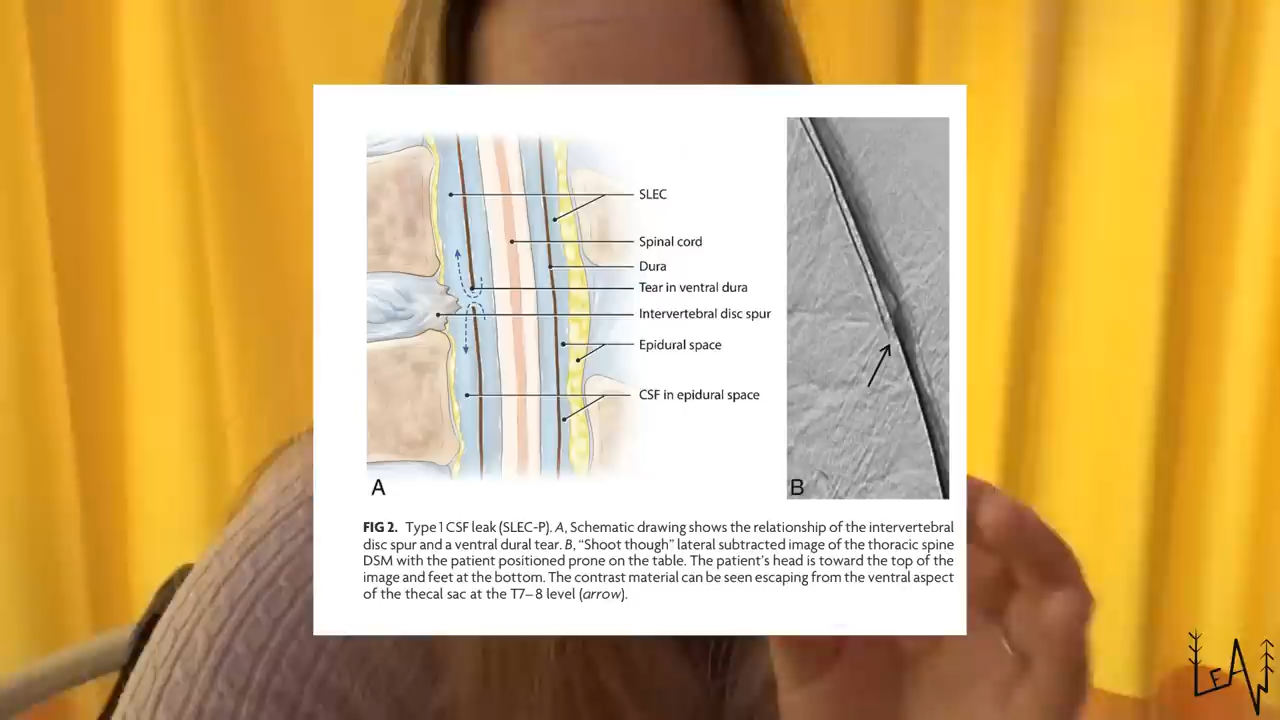 SLEC
Spinal cord
Dura
Tear in ventral dura
Intervertebral disc spur
Epidural space
CSF in epidural space
A
B
FIG 2. Type 1 CSF leak (SLEC-P). A, Schematic drawing shows the relationship of the intervertebral
disc spur and a ventral dural tear. B, “Shoot though” lateral subtracted image of the thoracic spine
DSM with the patient positioned prone on the table. The patient’s head is toward the top of the
image and feet at the bottom. The contrast material can be seen escaping from the ventral aspect
of the thecal sac at the T7–8 level (arrow).
LEAN